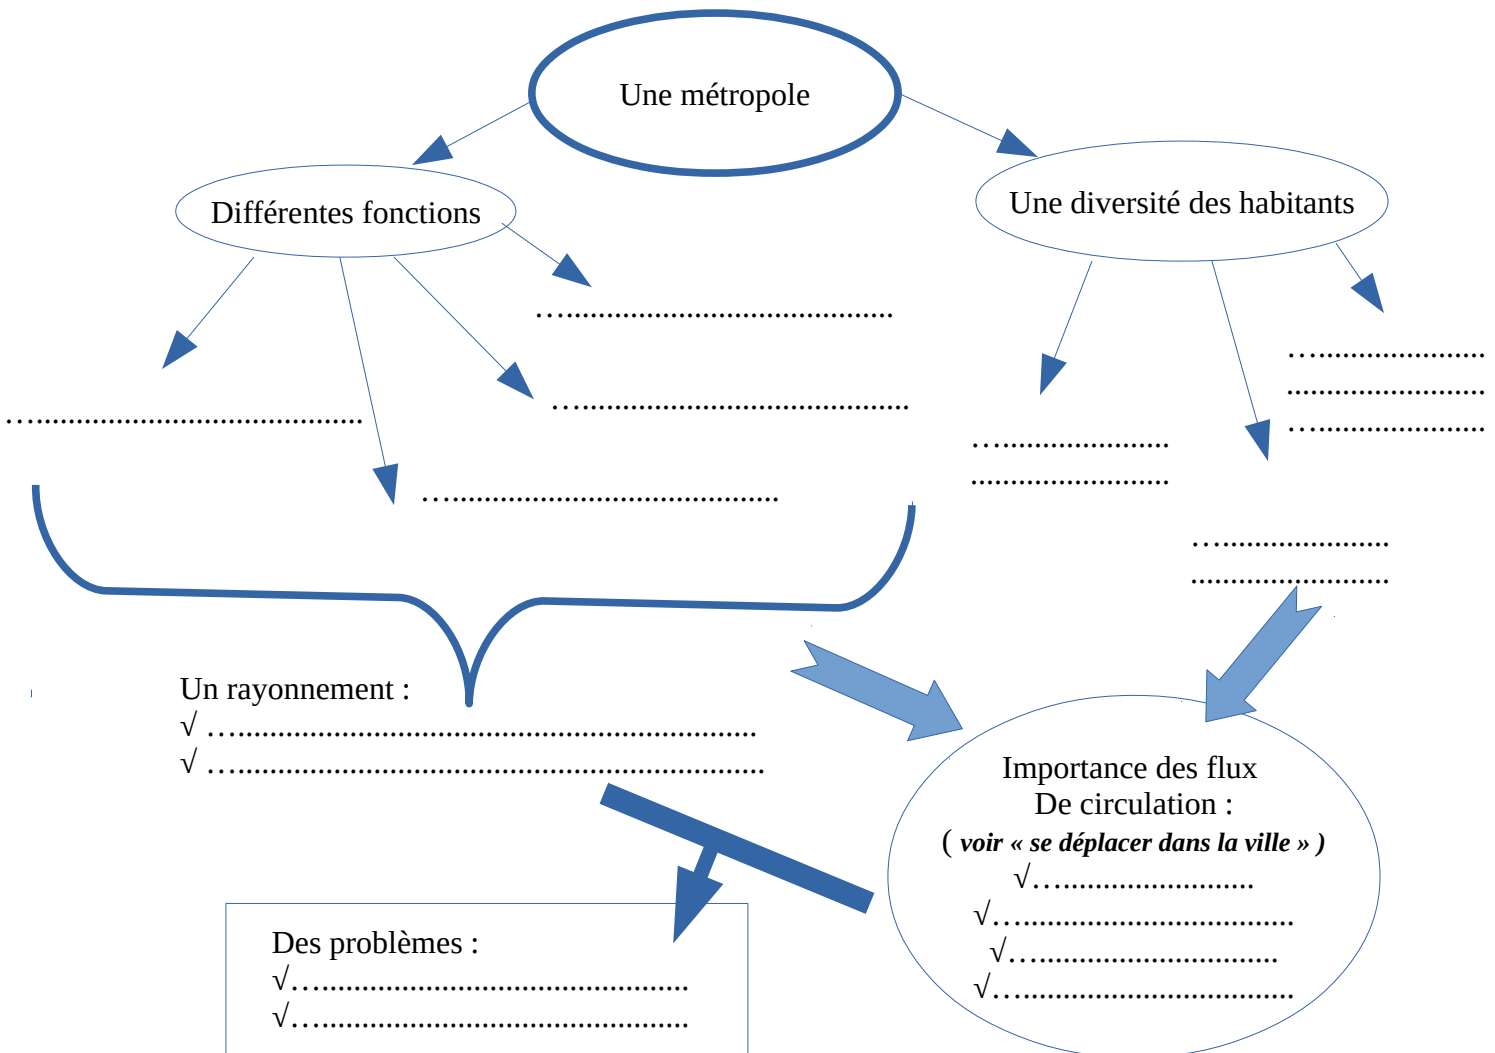 Une métropole
Différentes fonctions
Une diversité des habitants
….........................................
….........................................
….........................................
….........................................
….....................
.........................
….....................
.........................
….....................
….....................
.........................
Un rayonnement :
√ ….................................................................
√ …..................................................................
Importance des flux
De circulation :
( voir « se déplacer dans la ville » )
√….........................
√…..................................
√…...............................
√…..................................
Des problèmes :
√…..............................................
√…..............................................